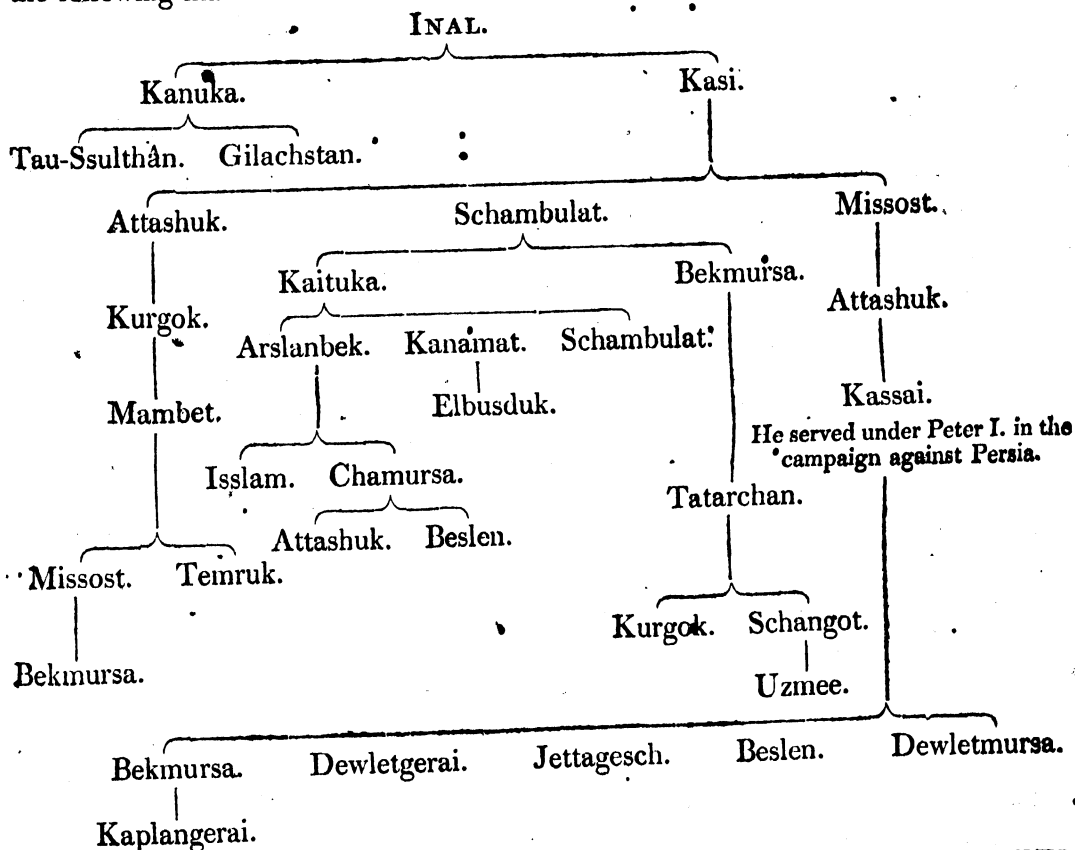 INAL.
Kanuka. Kasi.
Tau-Ssulthân. Gilachstan.
Attashuk. Schambulat. Missost.
Kaituka. Bekmursa.
Kurgok. Attashuk.
Arslanbek. Kanamat. Schambulat.
Mambet. Elbusduk. Kassai.
He served under Peter I. in the
campaign against Persia.
Isslam. Chamursa.
Tatarchan.
Attashuk. Beslen.
Missost. Temruk.
Kurgok. Schangot.
Bekmursa. Uzmee.
Bekmursa. Dewletgerai. Jettagesch. Beslen. Dewletmursa.
Kaplangerai.